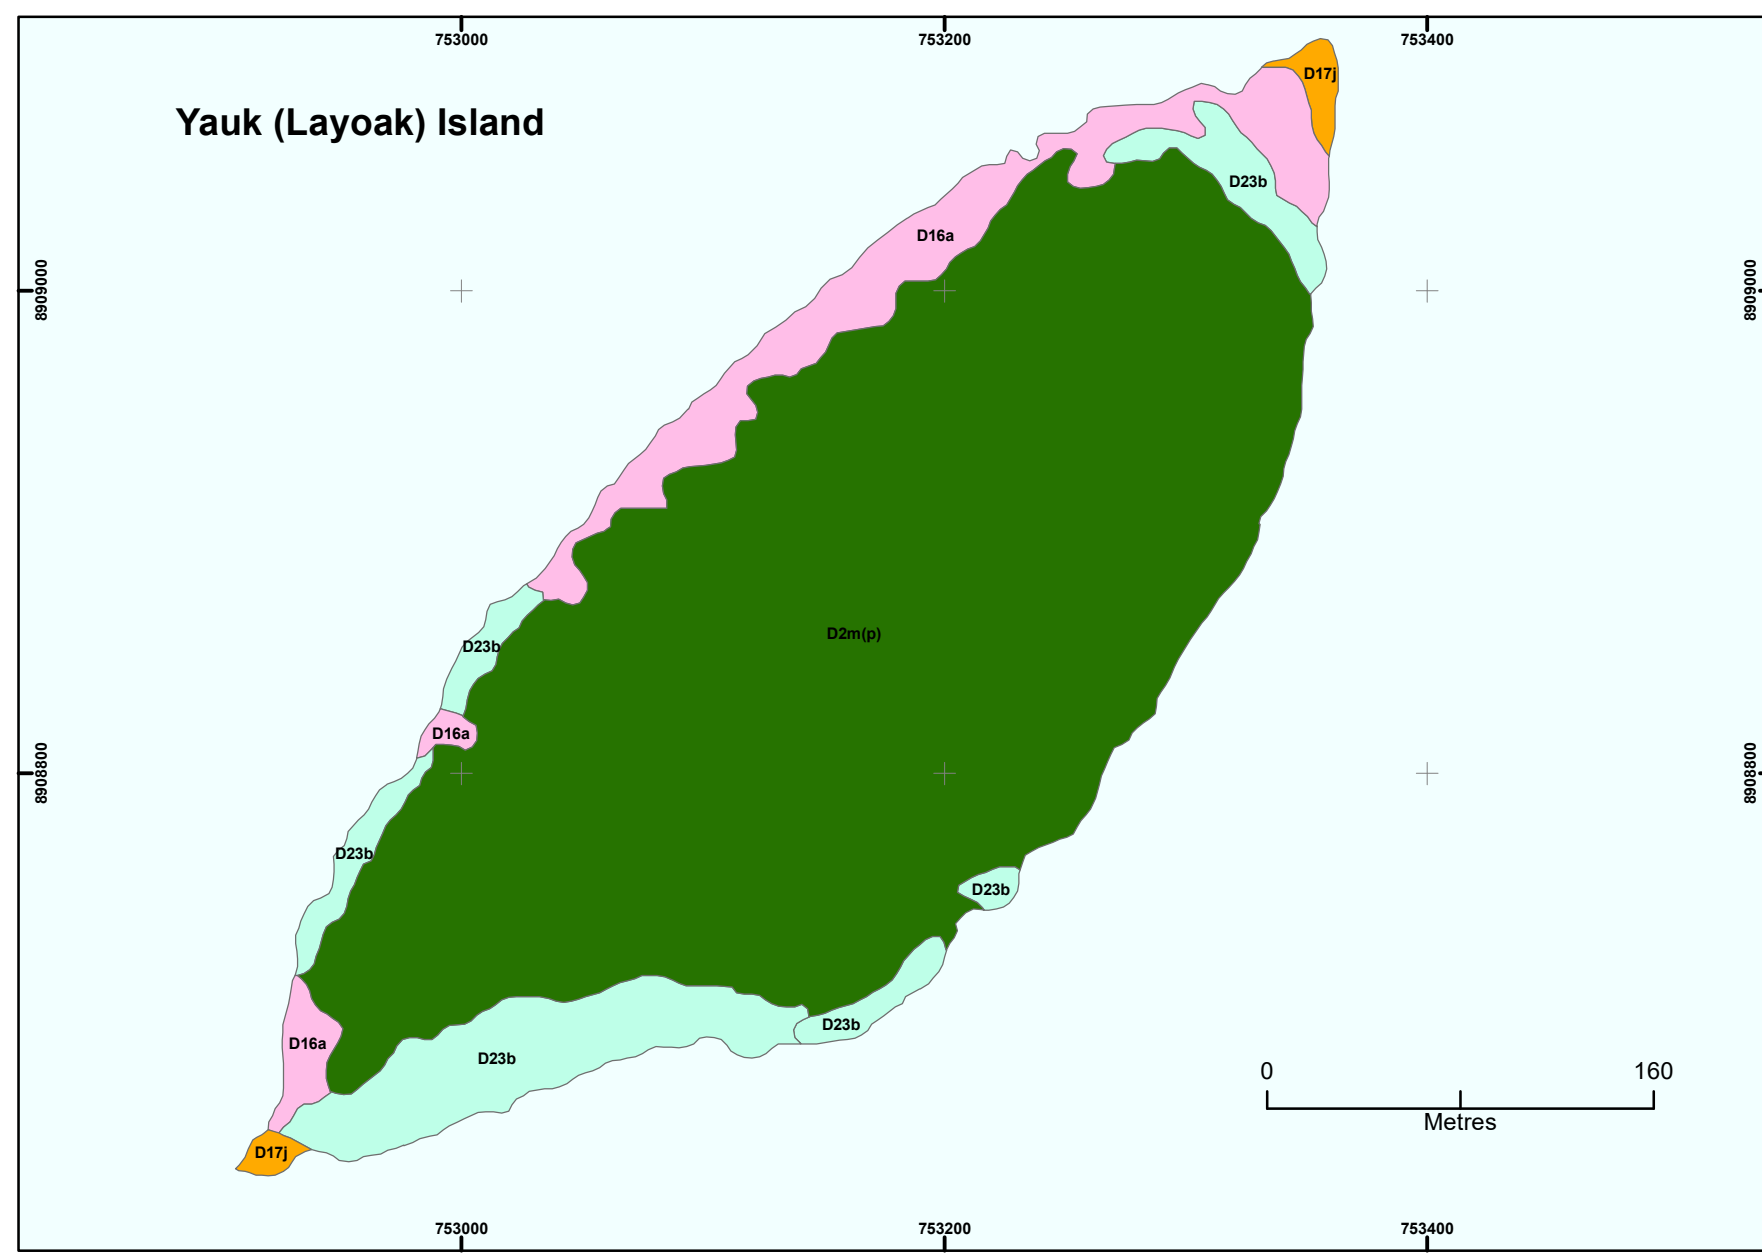 753000 753200 753400
Yauk (Layoak) Island
D17j
D23b
D16a
8909000 8909000
D2m(p)
D23b
D16a
8908800 8908800
D23b
D23b
D23b
D16a
D23b
0 160
Metres
D17j
753000 753200 753400